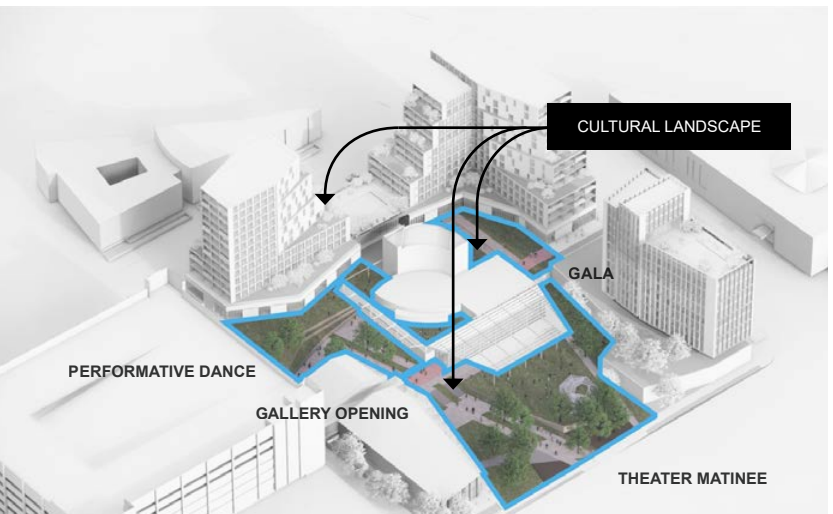 CULTURAL LANDSCAPE
GALA
PERFORMATIVE DANCE
GALLERY OPENING
THEATER MATINEE